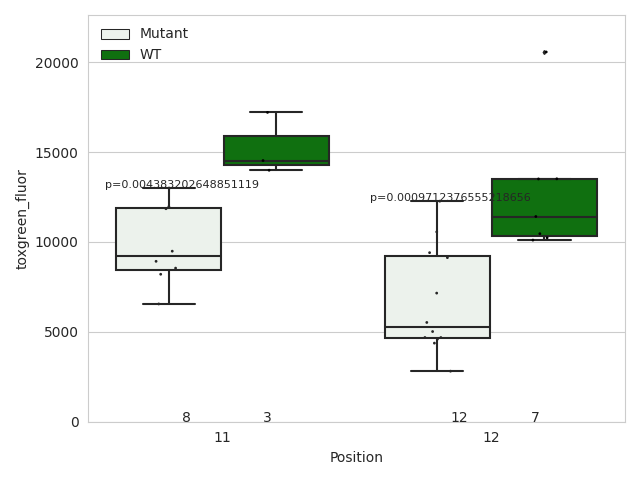 Mutant
WT
20000
15000
10000
5000
0
toxgreen_fluor
p=0.004383202648851119
p=0.0009712376555218656
8 3 12 7
11 12
Position